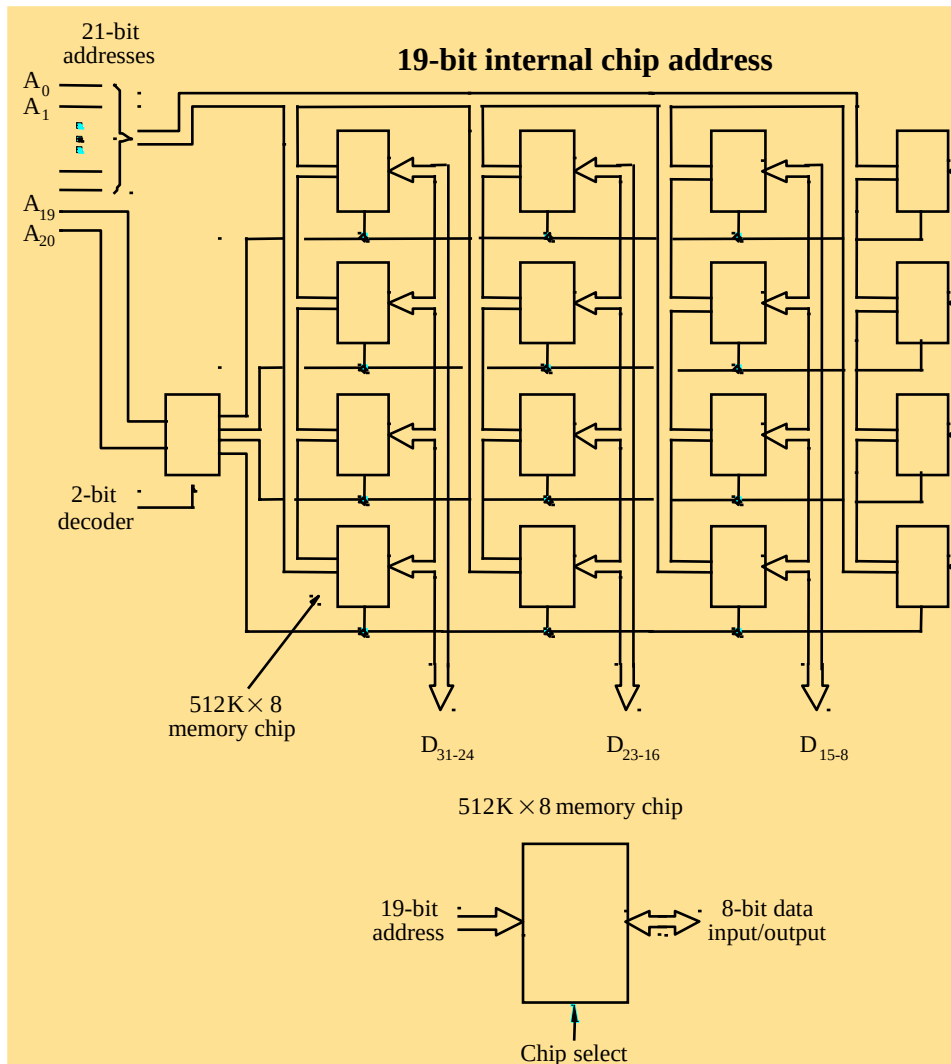 21-bit
addresses
19-bit internal chip address
A0
A1
A19
A20
2-bit
decoder
512K × 8
memory chip
D31-24
D23-16
D15-8
512K × 8 memory chip
19-bit
address
8-bit data
input/output
Chip select